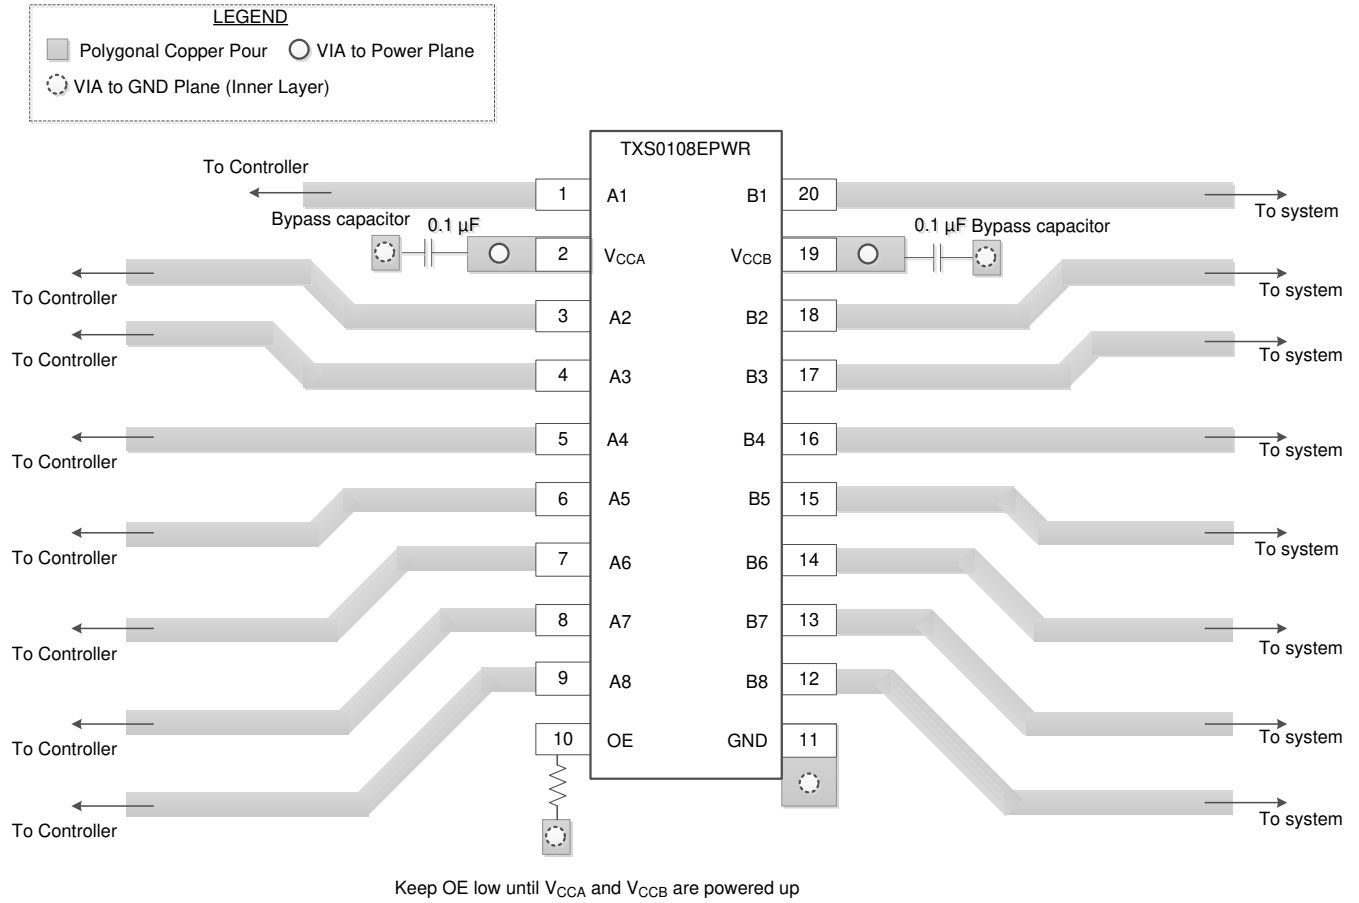 LEGEND
Polygonal Copper Pour
VIA to Power Plane
VIA to GND Plane (Inner Layer)
TXS0108EPWR
To Controller
1 A1 B1 20
To system
Bypass capacitor 0.1 µF
0.1 µF Bypass capacitor
2 VCCA VCCB 19
To Controller
To system
3 A2 B2 18
To Controller
To system
4 A3 B3 17
5 A4 B4 16
To Controller
To system
6 A5 B5 15
To Controller
To system
7 A6 B6 14
To Controller
To system
8 A7 B7 13
To Controller
To system
9 A8 B8 12
10 OE GND 11
To Controller
To system
Keep OE low until VCCA and VCCB are powered up